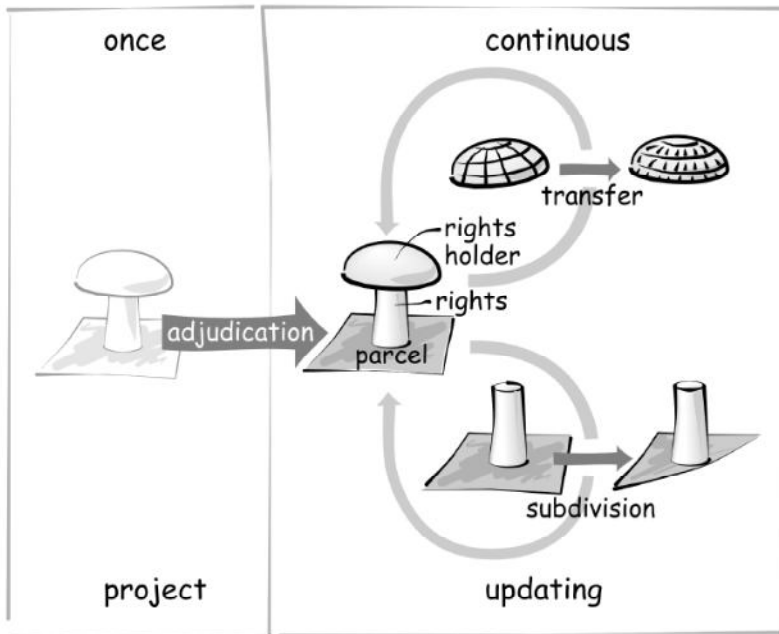 once
continuous
transfer
rights
holder
rights
adjudication
parcel
subdivision
project
updating